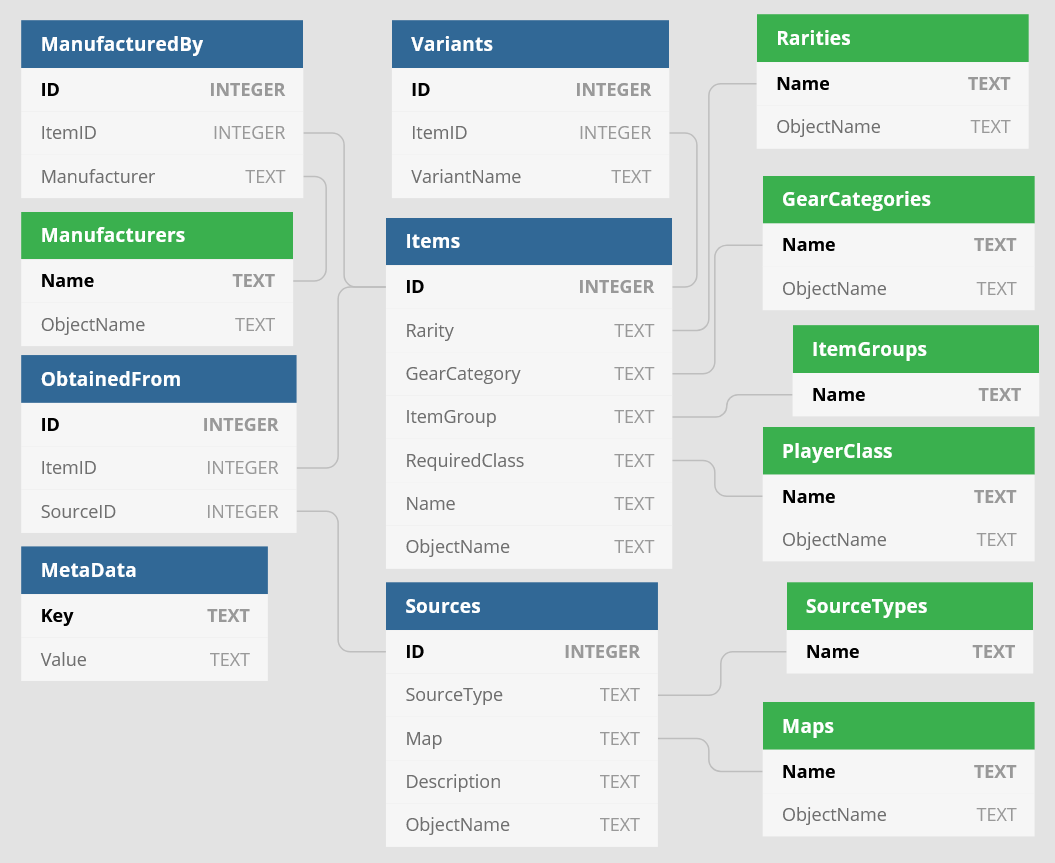 ManufacturedBy
ID INTEGER
ItemID INTEGER
Manufacturer TEXT
Manufacturers
Name TEXT
ObjectName TEXT
ObtainedFrom
ID INTEGER
ItemID INTEGER
SourceID INTEGER
MetaData
Key TEXT
Value TEXT
Variants
ID INTEGER
ItemID INTEGER
VariantName TEXT
Items
ID INTEGER
Rarity TEXT
GearCategory TEXT
ItemGroup TEXT
RequiredClass TEXT
Name TEXT
ObjectName TEXT
Sources
ID INTEGER
SourceType TEXT
Map TEXT
Description TEXT
ObjectName TEXT
Rarities
Name TEXT
ObjectName TEXT
GearCategories
Name TEXT
ObjectName TEXT
ItemGroups
Name TEXT
PlayerClass
Name TEXT
ObjectName TEXT
SourceTypes
Name TEXT
Maps
Name TEXT
ObjectName TEXT